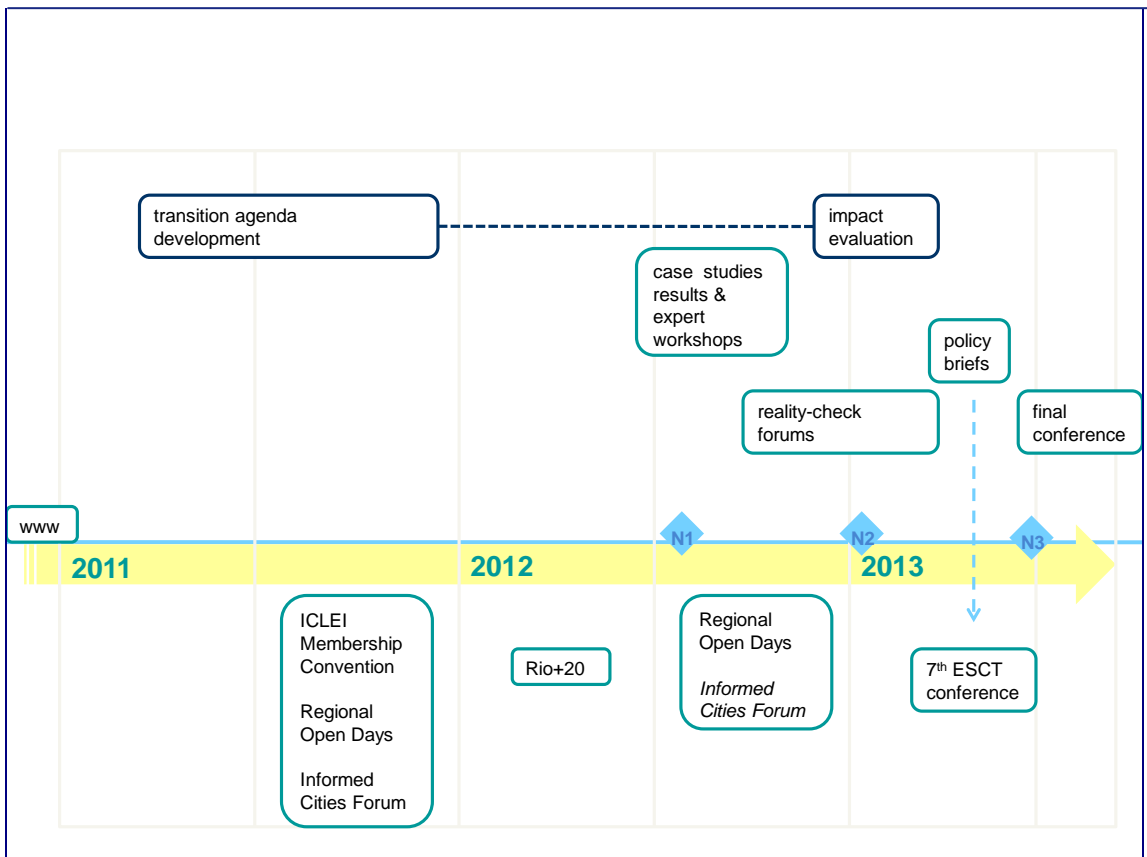 transition agenda
development
impact
evaluation
case studies
results &
expert
workshops
policy
briefs
reality-check
forums
final
conference
www
N1
N2
N3
2011
2012
2013
ICLEI
Membership
Convention
Regional
Open Days
Informed
Cities Forum
Rio+20
Regional
Open Days
Informed
Cities Forum
7th ESCT
conference